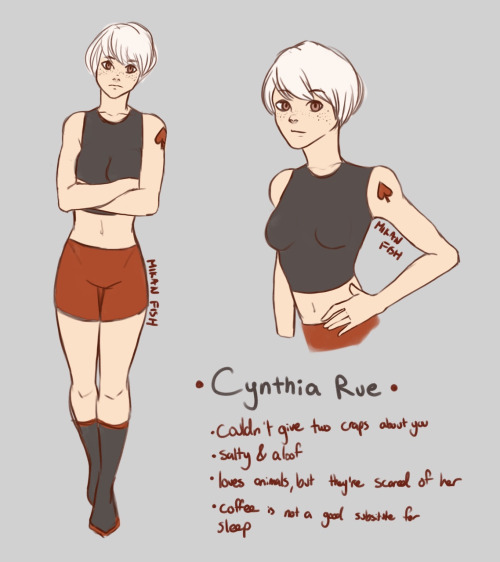 MIKAN
FISH
MIKAN FISH
• Cynthia Rue •
• couldn't give two craps about you
• salty & aloof
• loves animals, but they're scared of her
• coffee is not a good substitute for
sleep